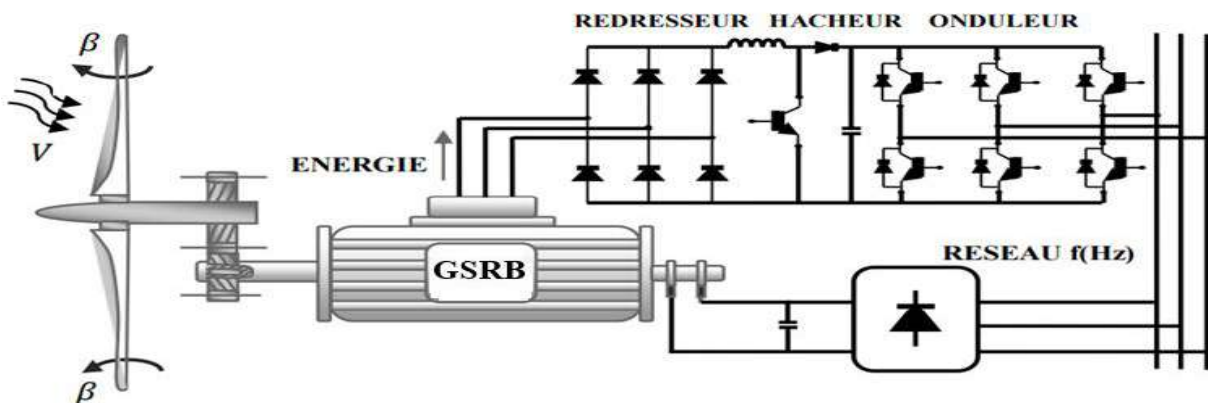 REDRESSEUR HACHEUR ONDULEUR
β
V
ENERGIE
GSRB
RESEAU f(Hz)
β